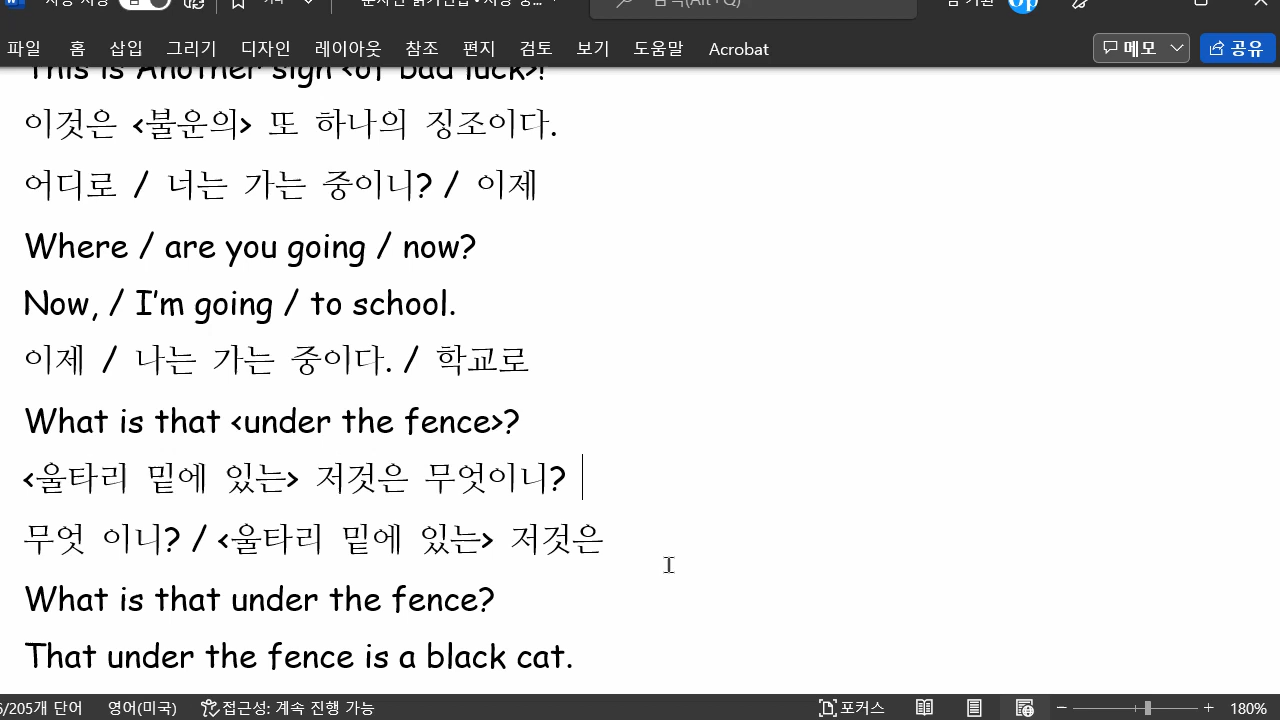 파일 홈 삽입 그리기 디자인 레이아웃 참조 편지 검토 보기 도움말 Acrobat 메모 공유
This is Another sign <of bad luck>!
이것은 <불운의> 또 하나의 징조이다.
어디로 / 너는 가는 중이니? / 이제
Where / are you going / now?
Now, / I'm going / to school.
이제 / 나는 가는 중이다. / 학교로
What is that <under the fence>?
<울타리 밑에 있는> 저것은 무엇이니?
무엇 이니? / <울타리 밑에 있는> 저것은
What is that under the fence?
That under the fence is a black cat.
/205개 단어 영어(미국) 접근성: 계속 진행 가능 포커스 180%